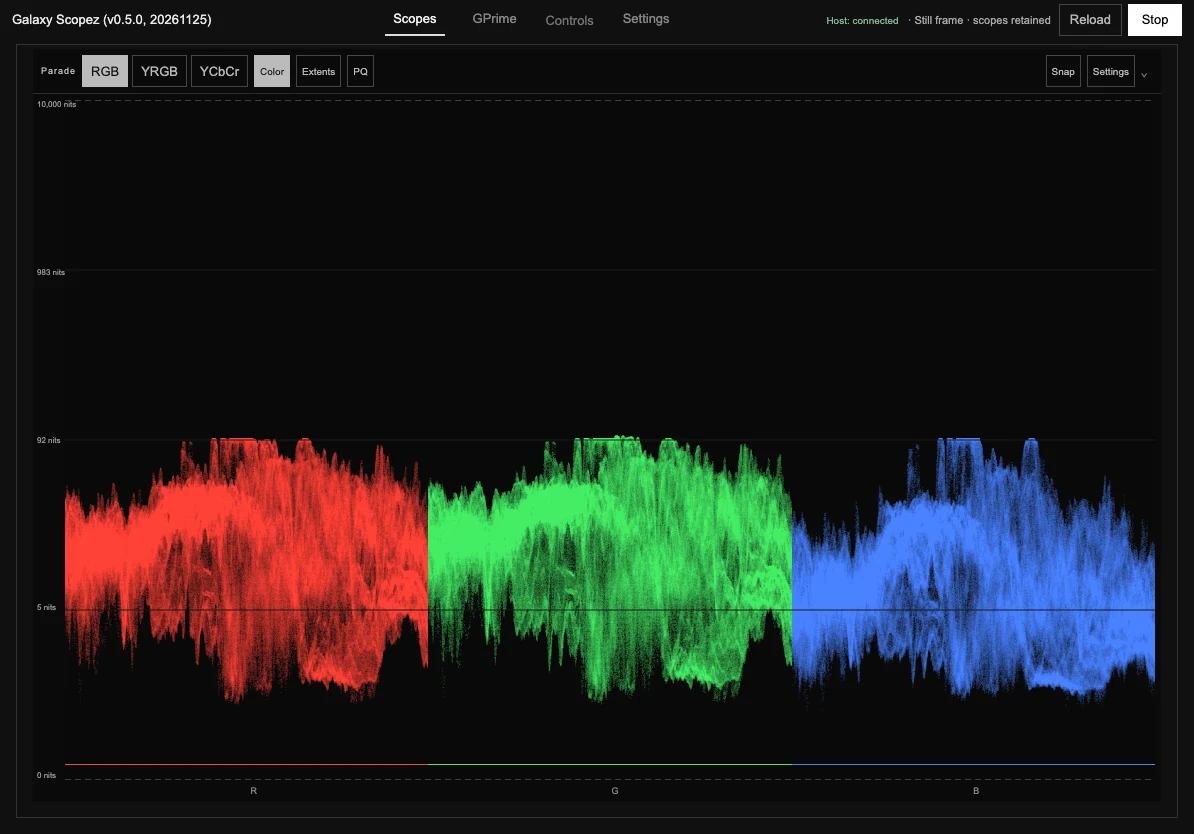 Galaxy Scopez (v0.5.0, 20261125)
Scopes
GPrime
Controls
Settings
Host: connected
· Still frame · scopes retained
Reload
Stop
Parade
RGB
YRGB
YCbCr
Color
Extents
PQ
Snap
Settings
10,000 nits
983 nits
92 nits
5 nits
0 nits
R
G
B